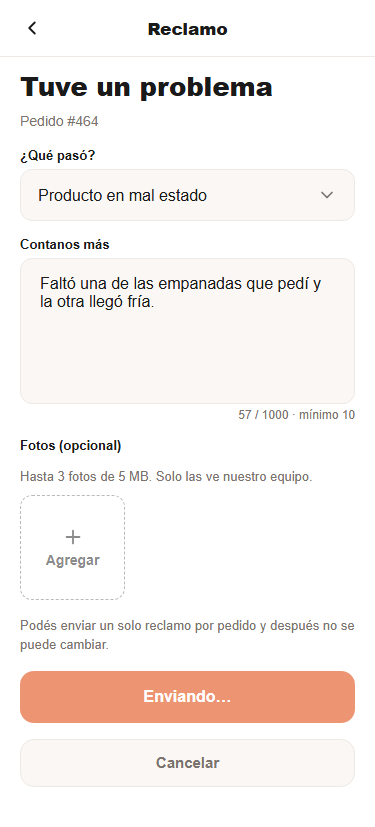 Reclamo
Tuve un problema
Pedido #464
¿Qué pasó?
Producto en mal estado
Contanos más
Faltó una de las empanadas que pedí y
la otra llegó fría.
57 / 1000 · mínimo 10
Fotos (opcional)
Hasta 3 fotos de 5 MB. Solo las ve nuestro equipo.
Agregar
Podés enviar un solo reclamo por pedido y después no se
puede cambiar.
Enviando...
Cancelar